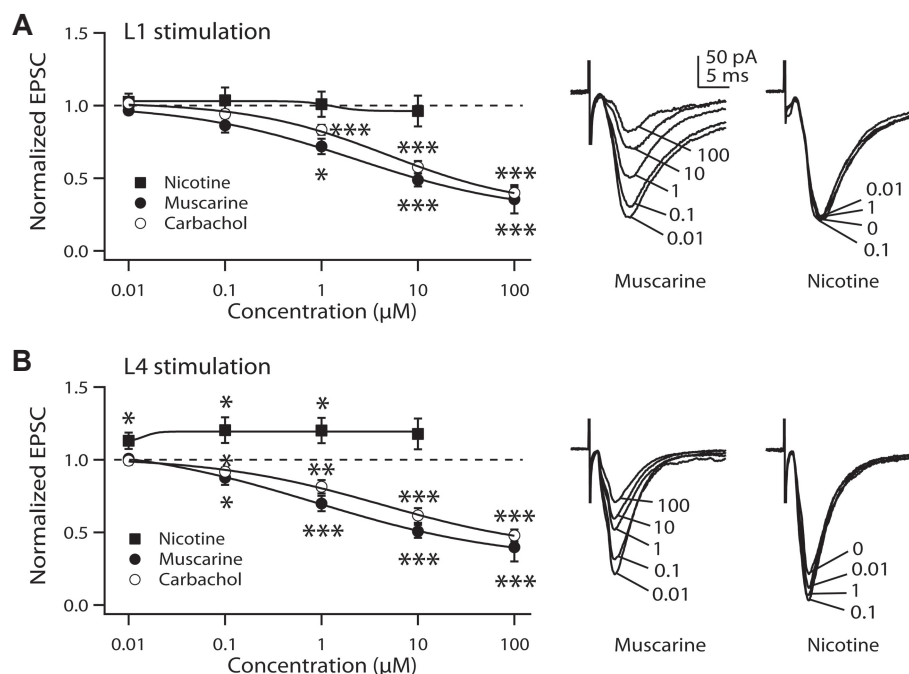 A
L1 stimulation
1.5
1.0
0.5
0.0
Normalized EPSC
***
***
***
*
***
***
Nicotine
Muscarine
Carbachol
0.01
0.1
1
10
100
Concentration (µM)
50 pA
5 ms
100
10
1
0.1
0.01
Muscarine
0.01
1
0
0.1
Nicotine
B
L4 stimulation
1.5
1.0
0.5
0.0
Normalized EPSC
*
*
*
*
**
***
***
*
***
***
***
Nicotine
Muscarine
Carbachol
0.01
0.1
1
10
100
Concentration (µM)
100
10
1
0.1
0.01
Muscarine
0
0.01
1
0.1
Nicotine